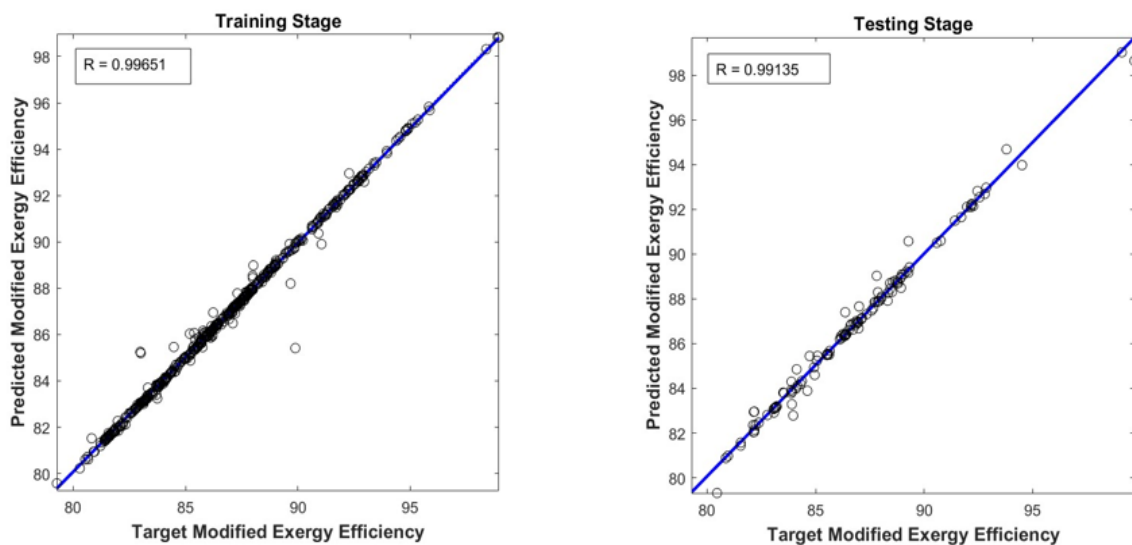 Training Stage
R = 0.99651
98
96
94
92
90
88
86
84
82
80
80 85 90 95
Predicted Modified Exergy Efficiency
Target Modified Exergy Efficiency
Testing Stage
R = 0.99135
98
96
94
92
90
88
86
84
82
80
80 85 90 95
Predicted Modified Exergy Efficiency
Target Modified Exergy Efficiency